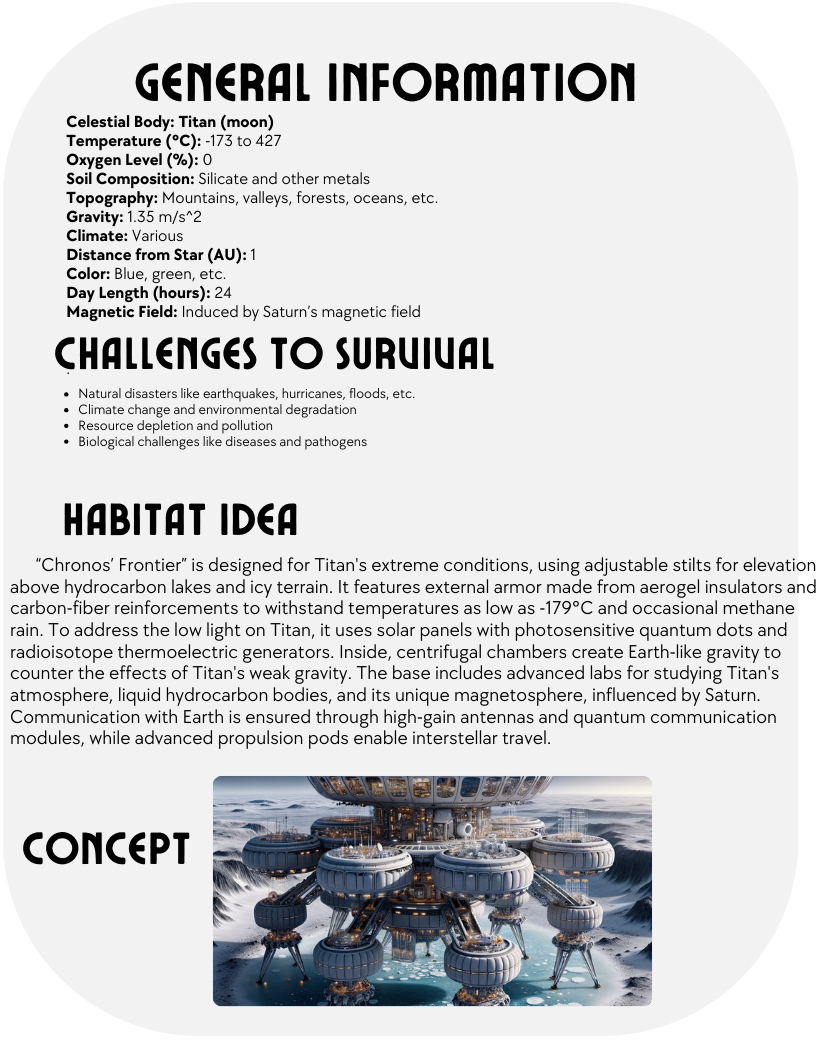 GENERAL INFORMATION
Celestial Body: Titan (moon)
Temperature (°C): -173 to 427
Oxygen Level (%): 0
Soil Composition: Silicate and other metals
Topography: Mountains, valleys, forests, oceans, etc.
Gravity: 1.35 m/s^2
Climate: Various
Distance from Star (AU): 1
Color: Blue, green, etc.
Day Length (hours): 24
Magnetic Field: Induced by Saturn’s magnetic field
CHALLENGES TO SURVIVAL
• Natural disasters like earthquakes, hurricanes, floods, etc.
• Climate change and environmental degradation
• Resource depletion and pollution
• Biological challenges like diseases and pathogens
HABITAT IDEA
“Chronos’ Frontier” is designed for Titan's extreme conditions, using adjustable stilts for elevation
above hydrocarbon lakes and icy terrain. It features external armor made from aerogel insulators and
carbon-fiber reinforcements to withstand temperatures as low as -179°C and occasional methane
rain. To address the low light on Titan, it uses solar panels with photosensitive quantum dots and
radioisotope thermoelectric generators. Inside, centrifugal chambers create Earth-like gravity to
counter the effects of Titan's weak gravity. The base includes advanced labs for studying Titan's
atmosphere, liquid hydrocarbon bodies, and its unique magnetosphere, influenced by Saturn.
Communication with Earth is ensured through high-gain antennas and quantum communication
modules, while advanced propulsion pods enable interstellar travel.
CONCEPT